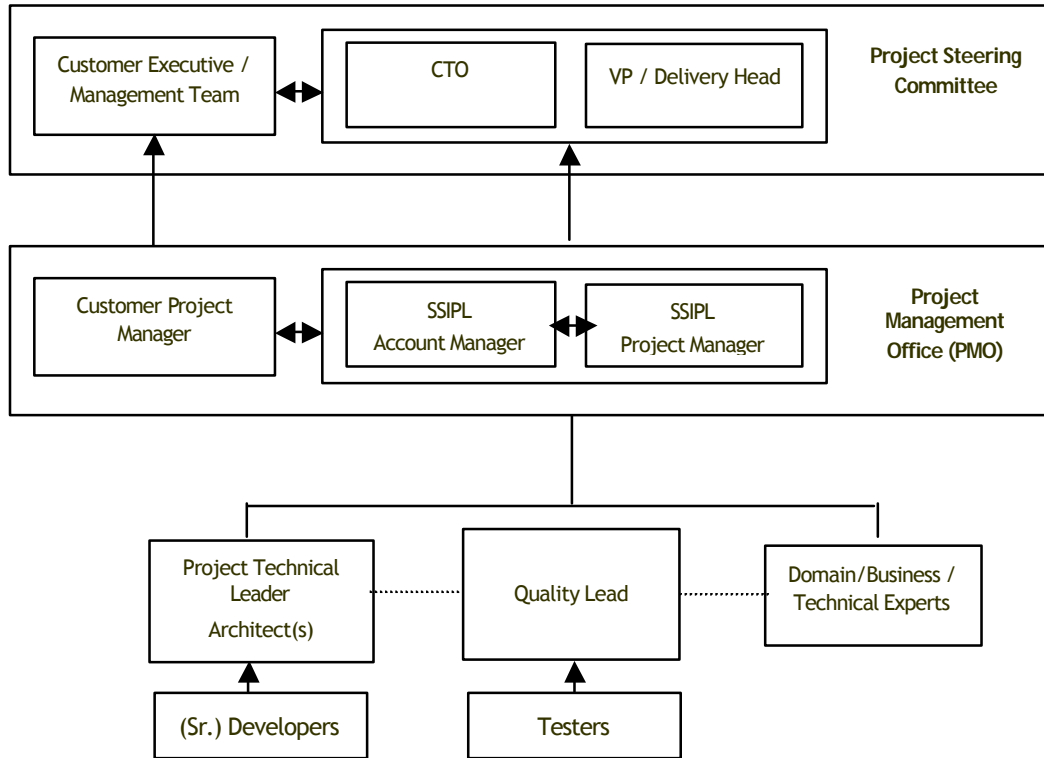 Customer Executive /
Management Team
CTO
VP / Delivery Head
Project Steering
Committee
Customer Project
Manager
SSIPL
Account Manager
SSIPL
Project Manager
Project
Management
Office (PMO)
Project Technical
Leader
Architect(s)
Quality Lead
Domain/Business /
Technical Experts
(Sr.) Developers
Testers